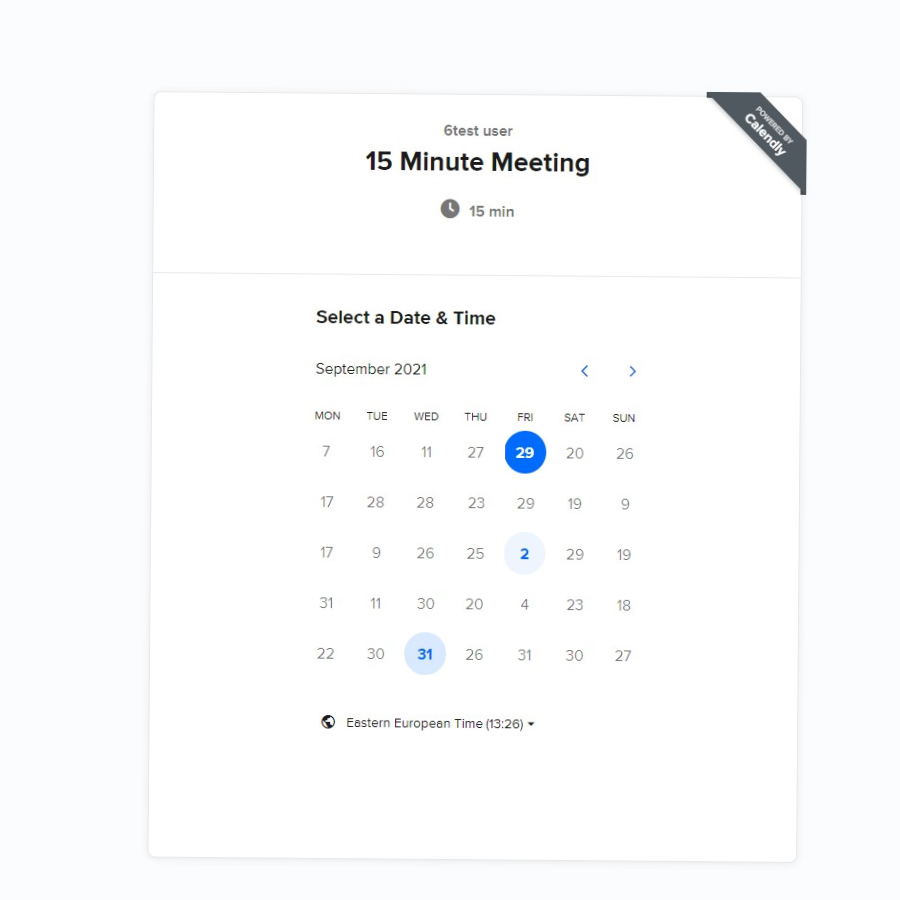 POWERED BY
Calendly
6test user
15 Minute Meeting
15 min
Select a Date & Time
September 2021
MON TUE WED THU FRI SAT SUN
7 16 11 27 29 20 26
17 28 28 23 29 19 9
17 9 26 25 2 29 19
31 11 30 20 4 23 18
22 30 31 26 31 30 27
Eastern European Time (13:26)